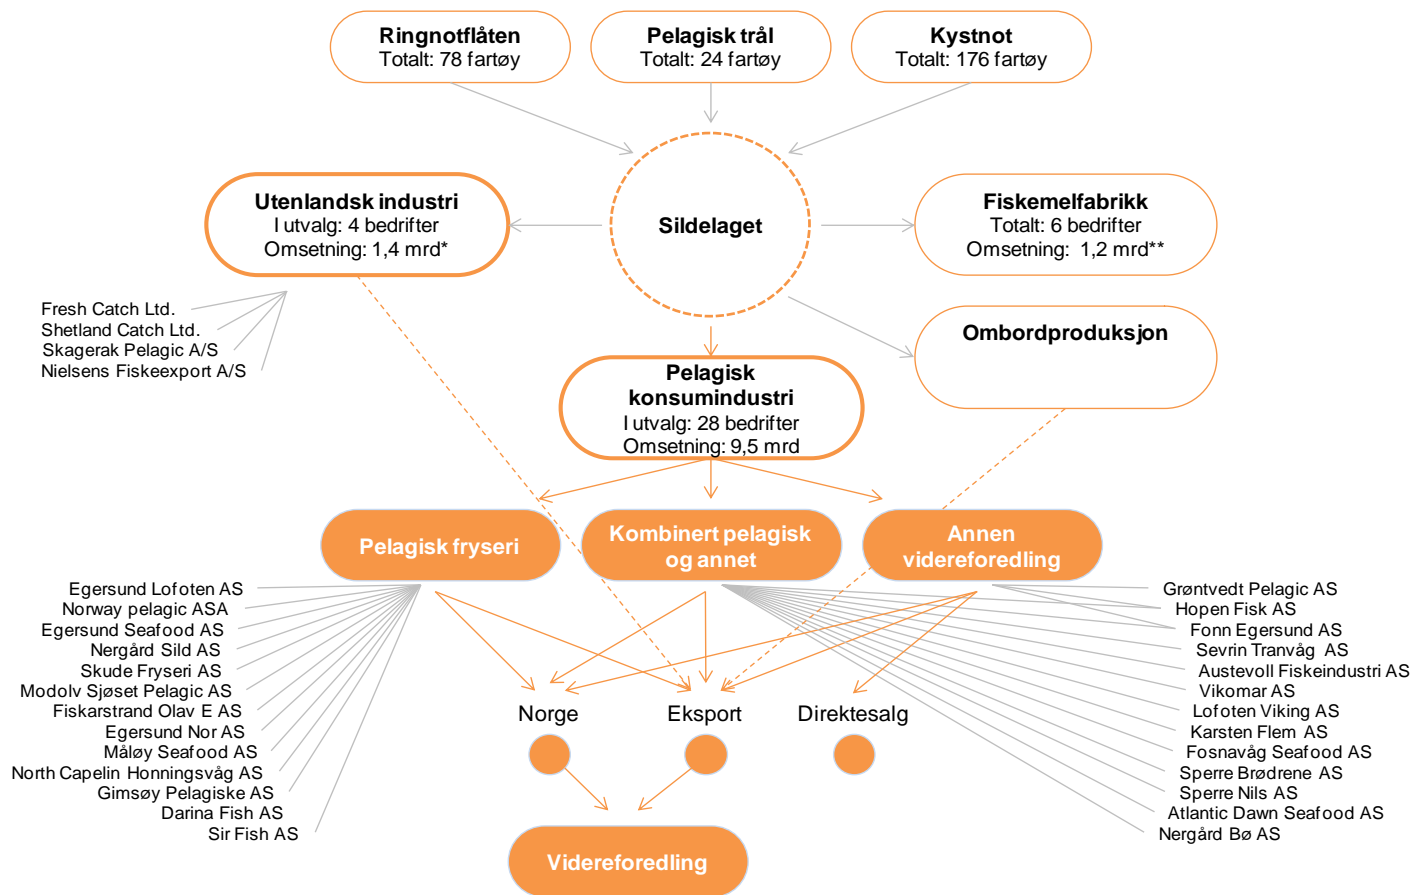 Ringnotflåten
Totalt: 78 fartøy
Pelagisk trål
Totalt: 24 fartøy
Kystnot
Totalt: 176 fartøy
Utenlandsk industri
I utvalg: 4 bedrifter
Omsetning: 1,4 mrd*
Sildelaget
Fiskemelfabrikk
Totalt: 6 bedrifter
Omsetning: 1,2 mrd**
Fresh Catch Ltd.
Shetland Catch Ltd.
Skagerak Pelagic A/S
Nielsens Fiskeexport A/S
Ombordproduksjon
Pelagisk
konsumindustri
I utvalg: 28 bedrifter
Omsetning: 9,5 mrd
Pelagisk fryseri
Kombinert pelagisk
og annet
Annen
videreforedling
Egersund Lofoten AS
Norway pelagic ASA
Egersund Seafood AS
Nergård Sild AS
Skude Fryseri AS
Modolv Sjøset Pelagic AS
Fiskarstrand Olav E AS
Egersund Nor AS
Måløy Seafood AS
North Capelin Honningsvåg AS
Gimsøy Pelagiske AS
Darina Fish AS
Sir Fish AS
Grøntvedt Pelagic AS
Hopen Fisk AS
Fonn Egersund AS
Sevrin Tranvåg AS
Austevoll Fiskeindustri AS
Vikomar AS
Lofoten Viking AS
Karsten Flem AS
Fosnavåg Seafood AS
Sperre Brødrene AS
Sperre Nils AS
Atlantic Dawn Seafood AS
Nergård Bø AS
Norge
Eksport
Direktesalg
Videreforedling